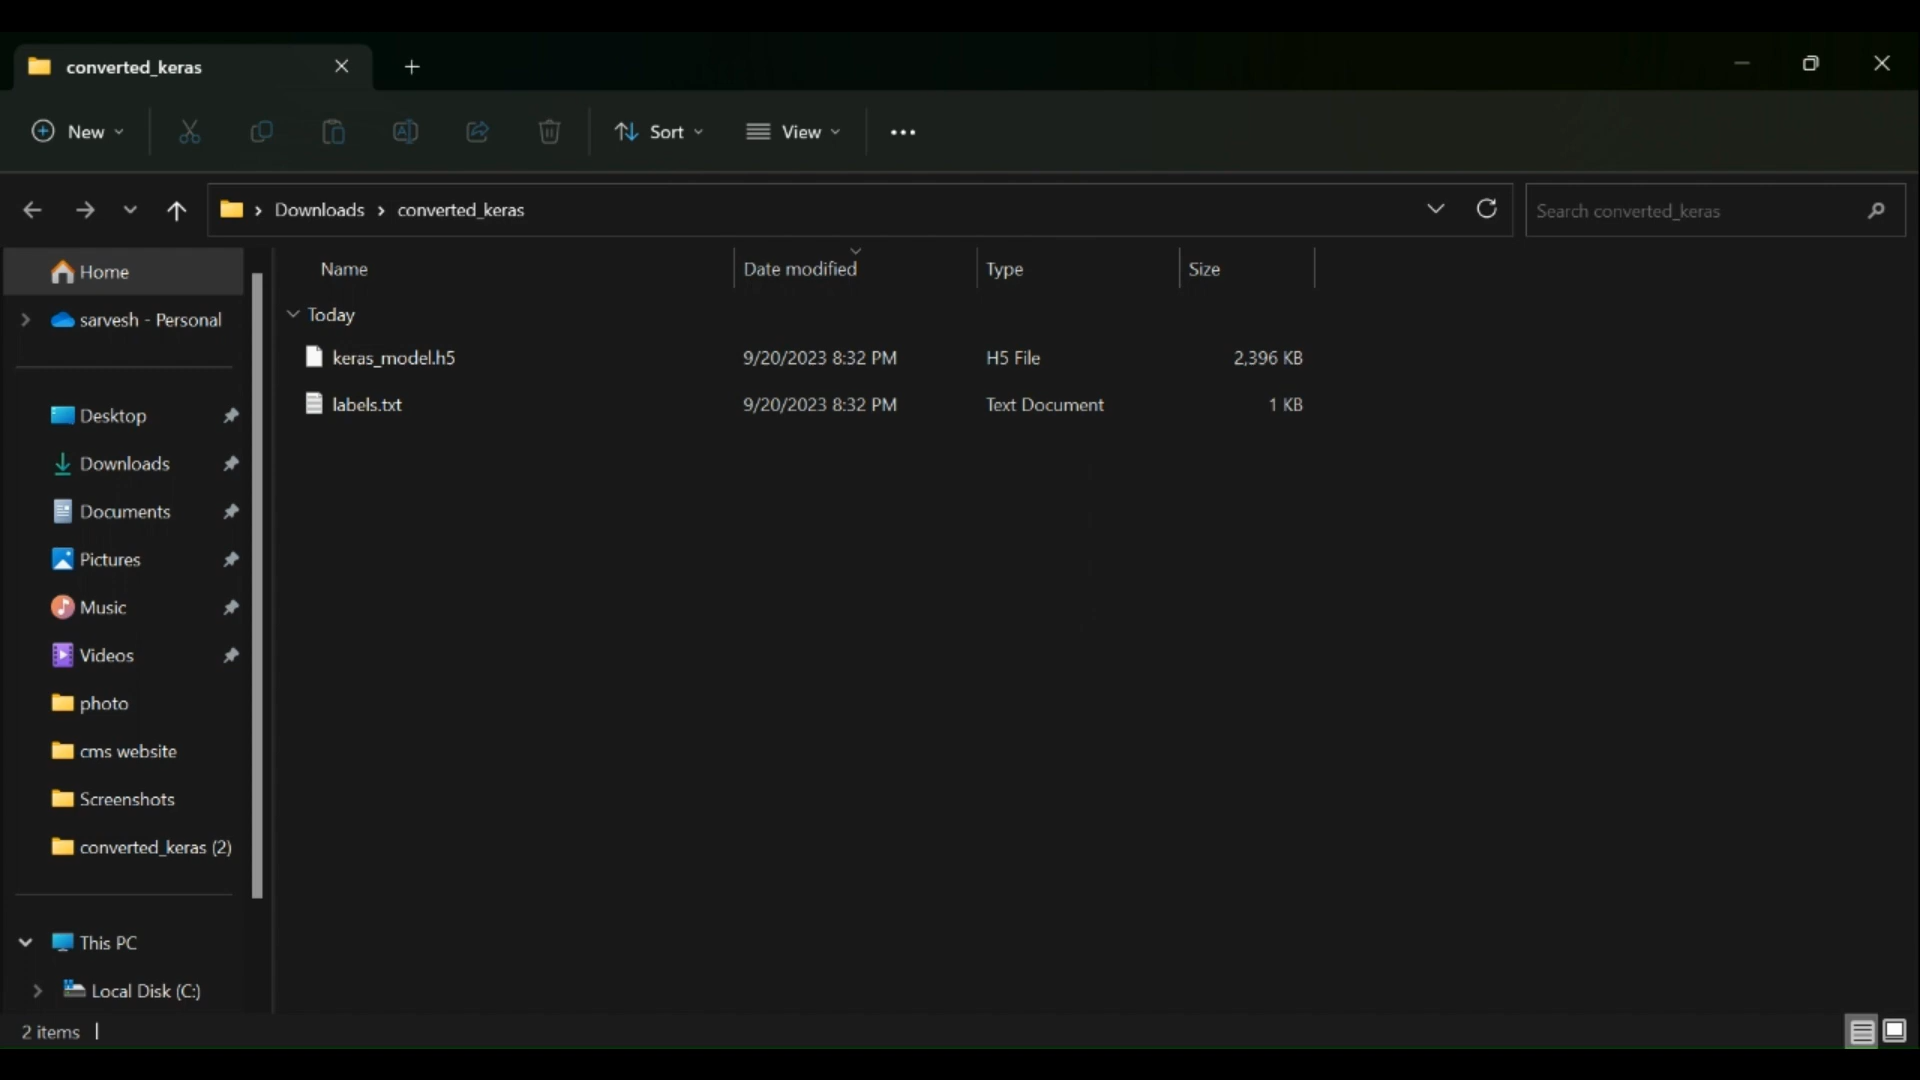 converted_keras
New
Sort
View
Downloads > converted_keras
Search converted_keras
Name Date modified Type Size
Today
keras_model.h5 9/20/2023 8:32 PM H5 File 2,396 KB
labels.txt 9/20/2023 8:32 PM Text Document 1 KB
Home
sarvesh - Personal
Desktop
Downloads
Documents
Pictures
Music
Videos
photo
cms website
Screenshots
converted_keras (2)
This PC
Local Disk (C:)
2 items